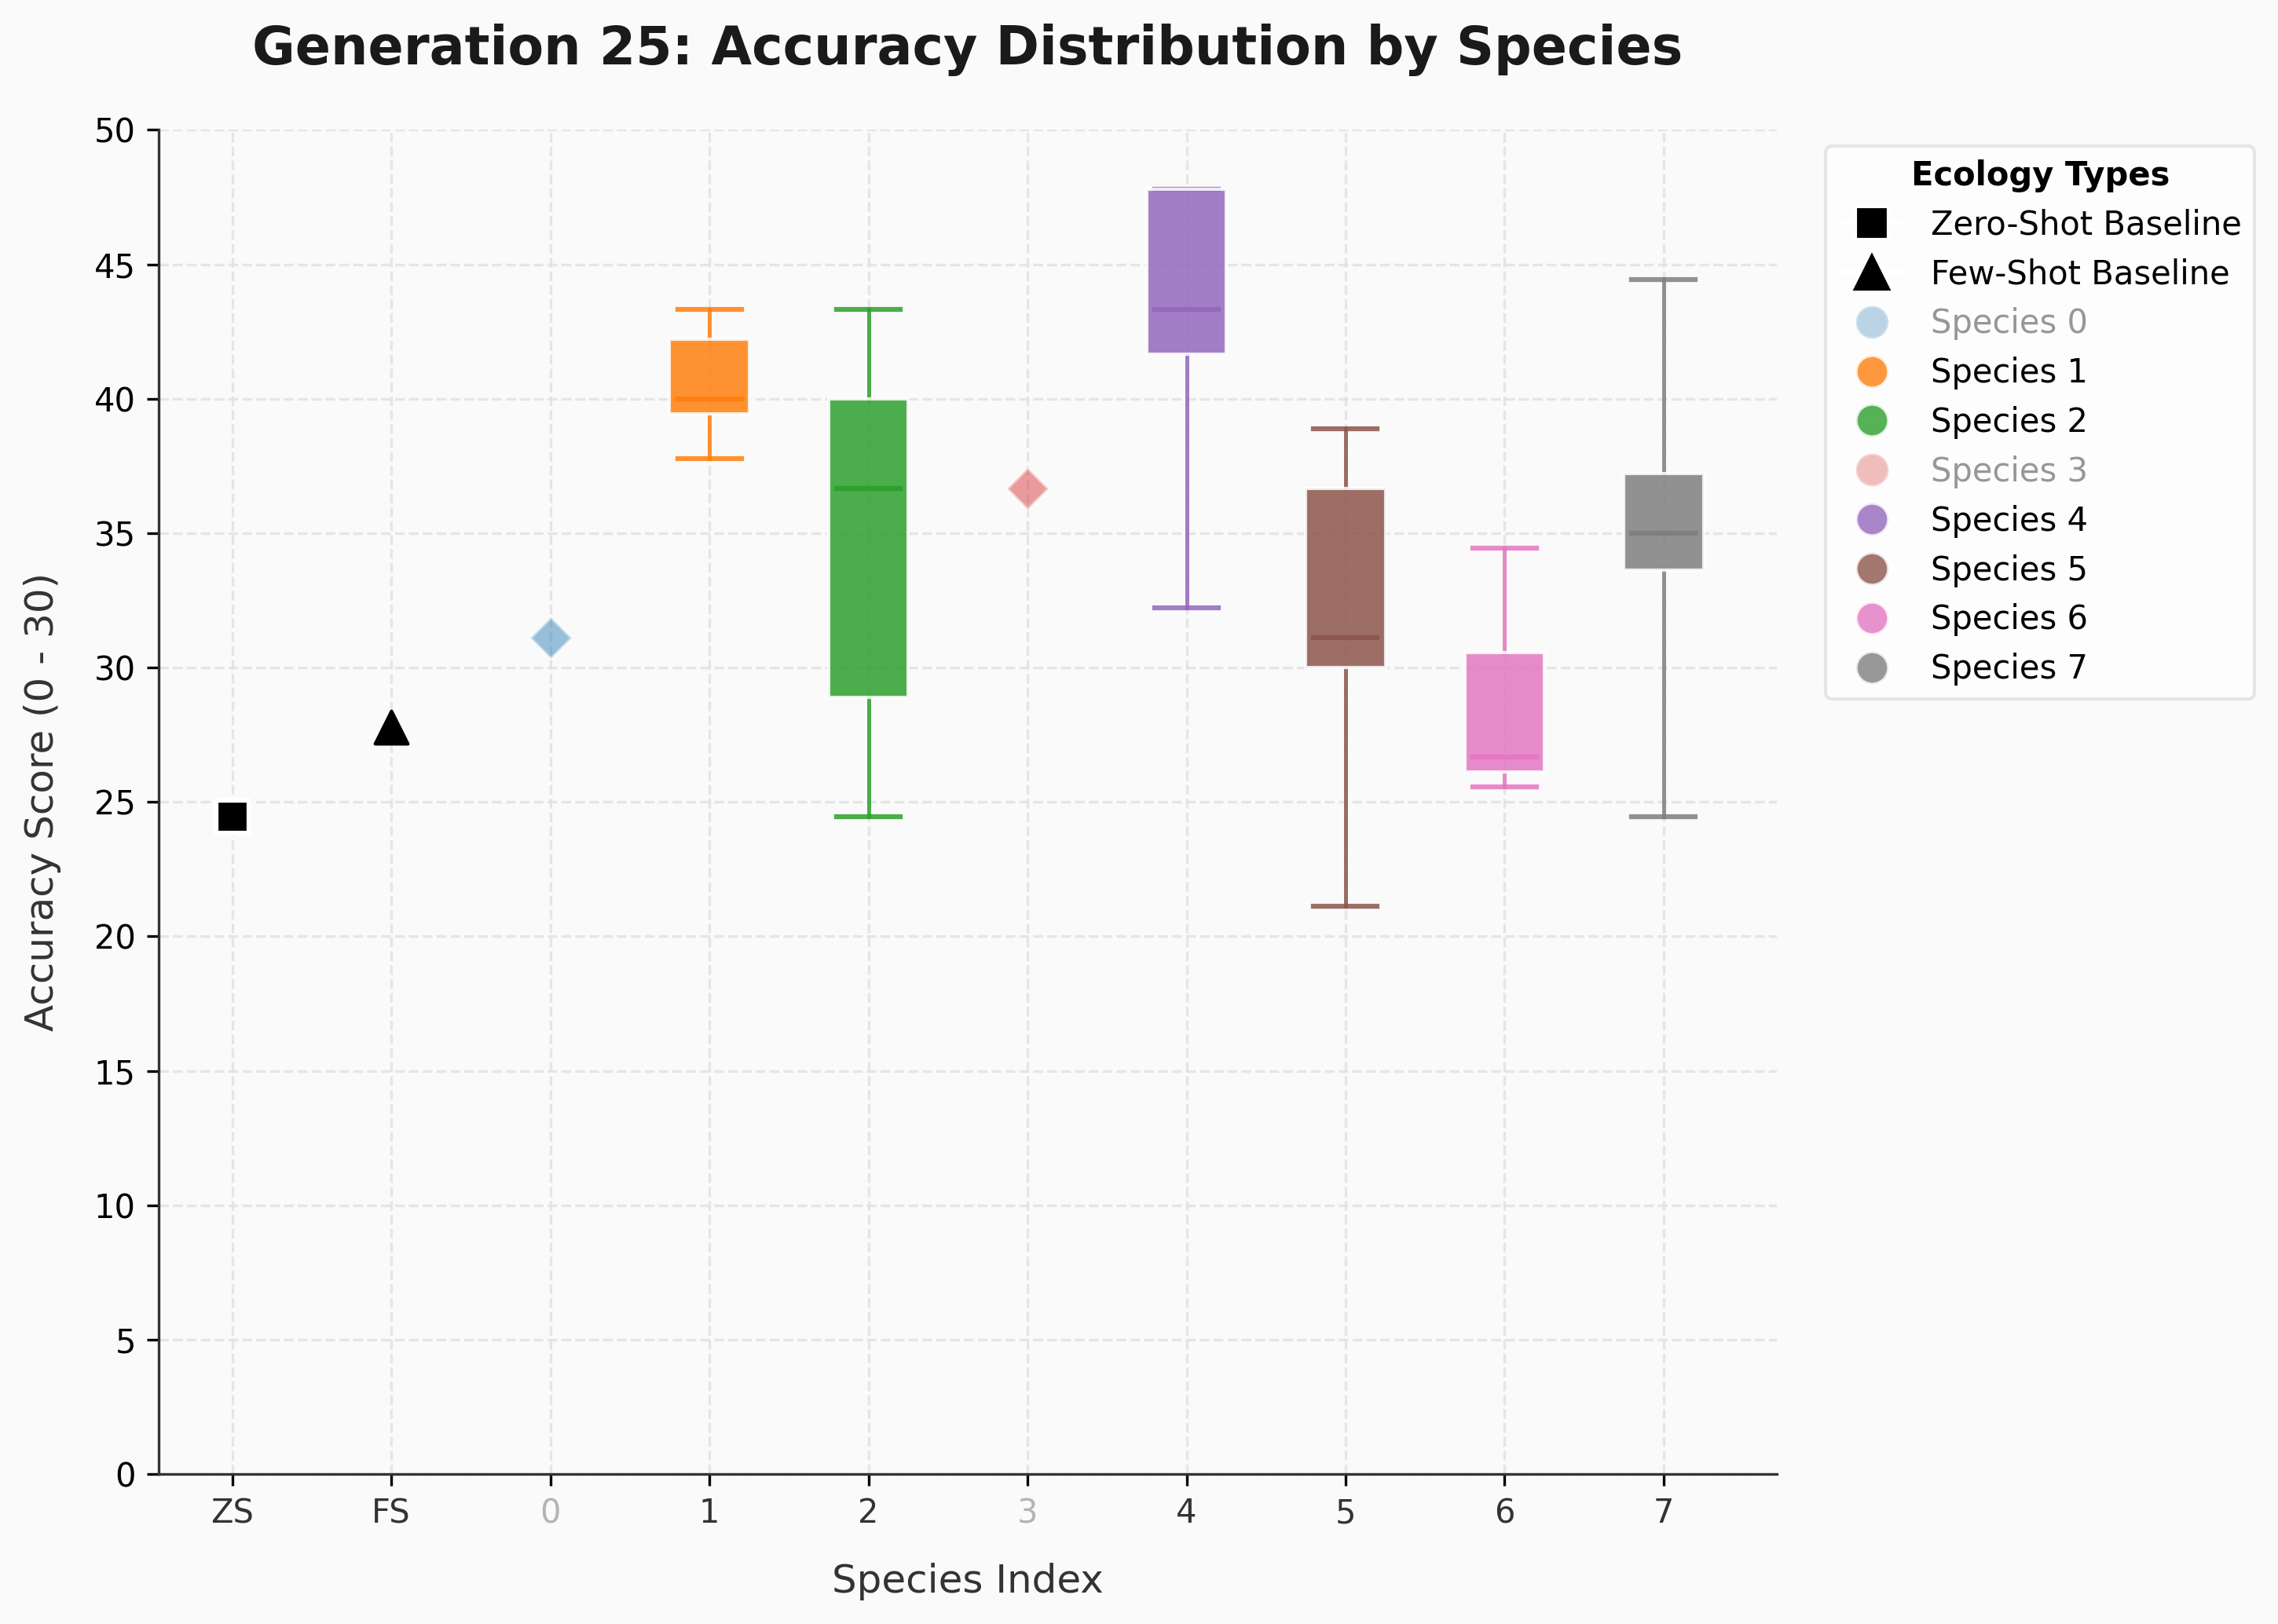 Generation 25: Accuracy Distribution by Species
Accuracy Score (0 - 30)
50
45
40
35
30
25
20
15
10
5
0
ZS FS 0 1 2 3 4 5 6 7
Species Index
Ecology Types
Zero-Shot Baseline
Few-Shot Baseline
Species 0
Species 1
Species 2
Species 3
Species 4
Species 5
Species 6
Species 7